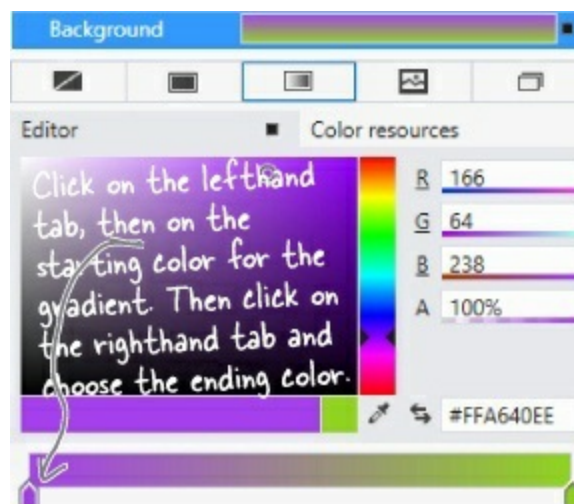 Background
Editor
Color resources
Click on the lefthand
tab, then on the
starting color for the
gradient. Then click on
the righthand tab and
choose the ending color.
R 166
G 64
B 238
A 100%
#FFA640EE